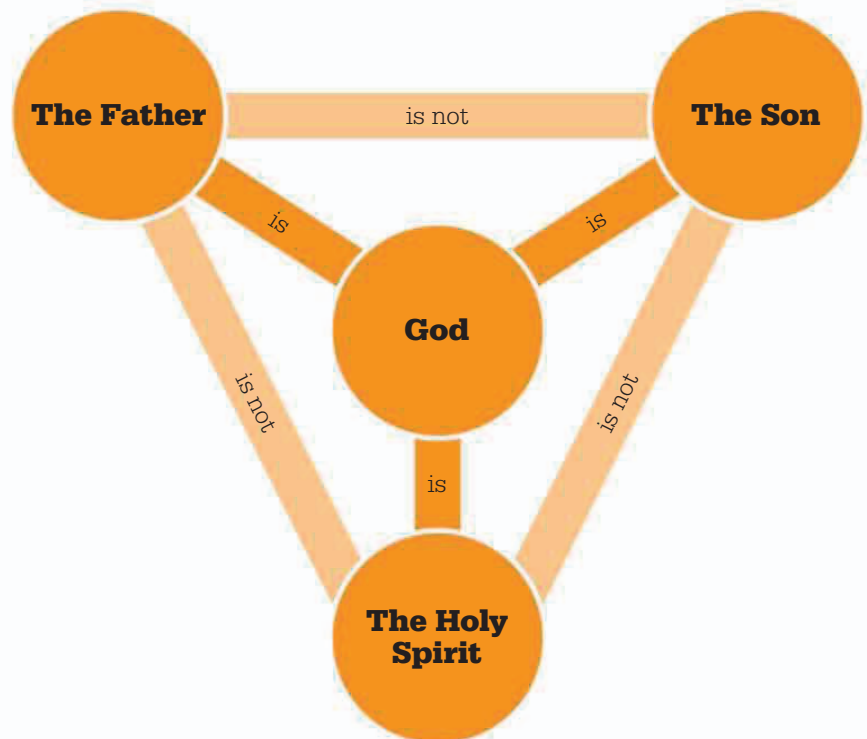 The Father
is not
The Son
is
is
God
is not
is not
is
The Holy
Spirit